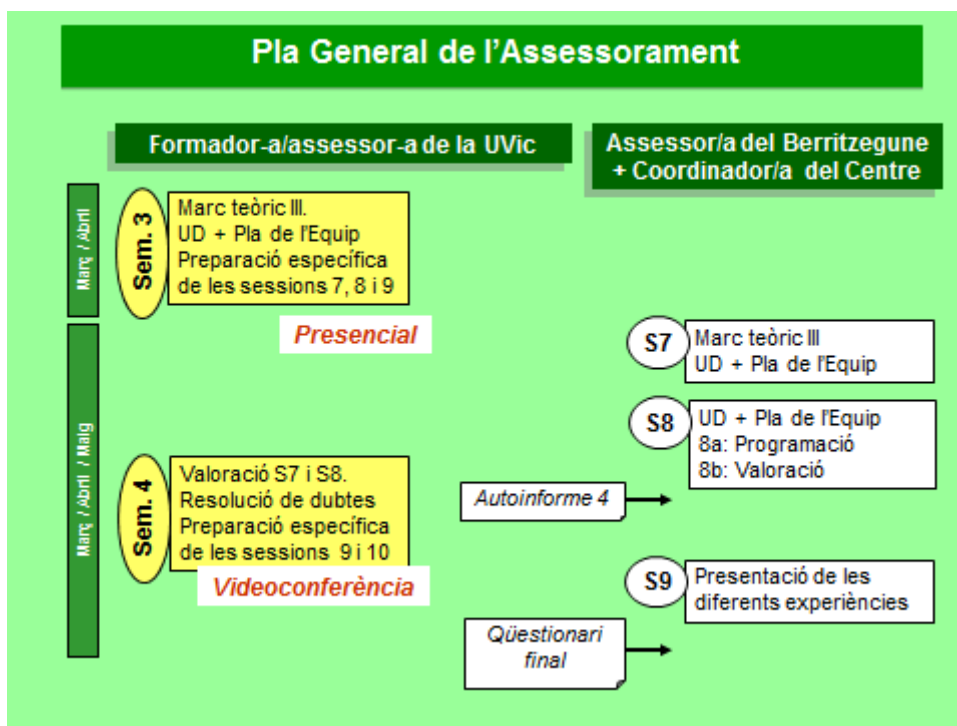 Pla General de l'Assessorament
Formador-a/assessor-a de la UVic
Assessor/a del Berritzegune
+ Coordinador/a del Centre
Març / Abril
Sem. 3
Marc teòric III.
UD + Pla de l'Equip
Preparació específica
de les sessions 7, 8 i 9
Presencial
Març / Abril / Maig
S7
Marc teòric III
UD + Pla de l'Equip
S8
UD + Pla de l'Equip
8a: Programació
8b: Valoració
Sem. 4
Valoració S7 i S8.
Resolució de dubtes
Preparació específica
de les sessions 9 i 10
Videoconferència
Autoinforme 4
S9
Presentació de les
diferents experiències
Qüestionari
final